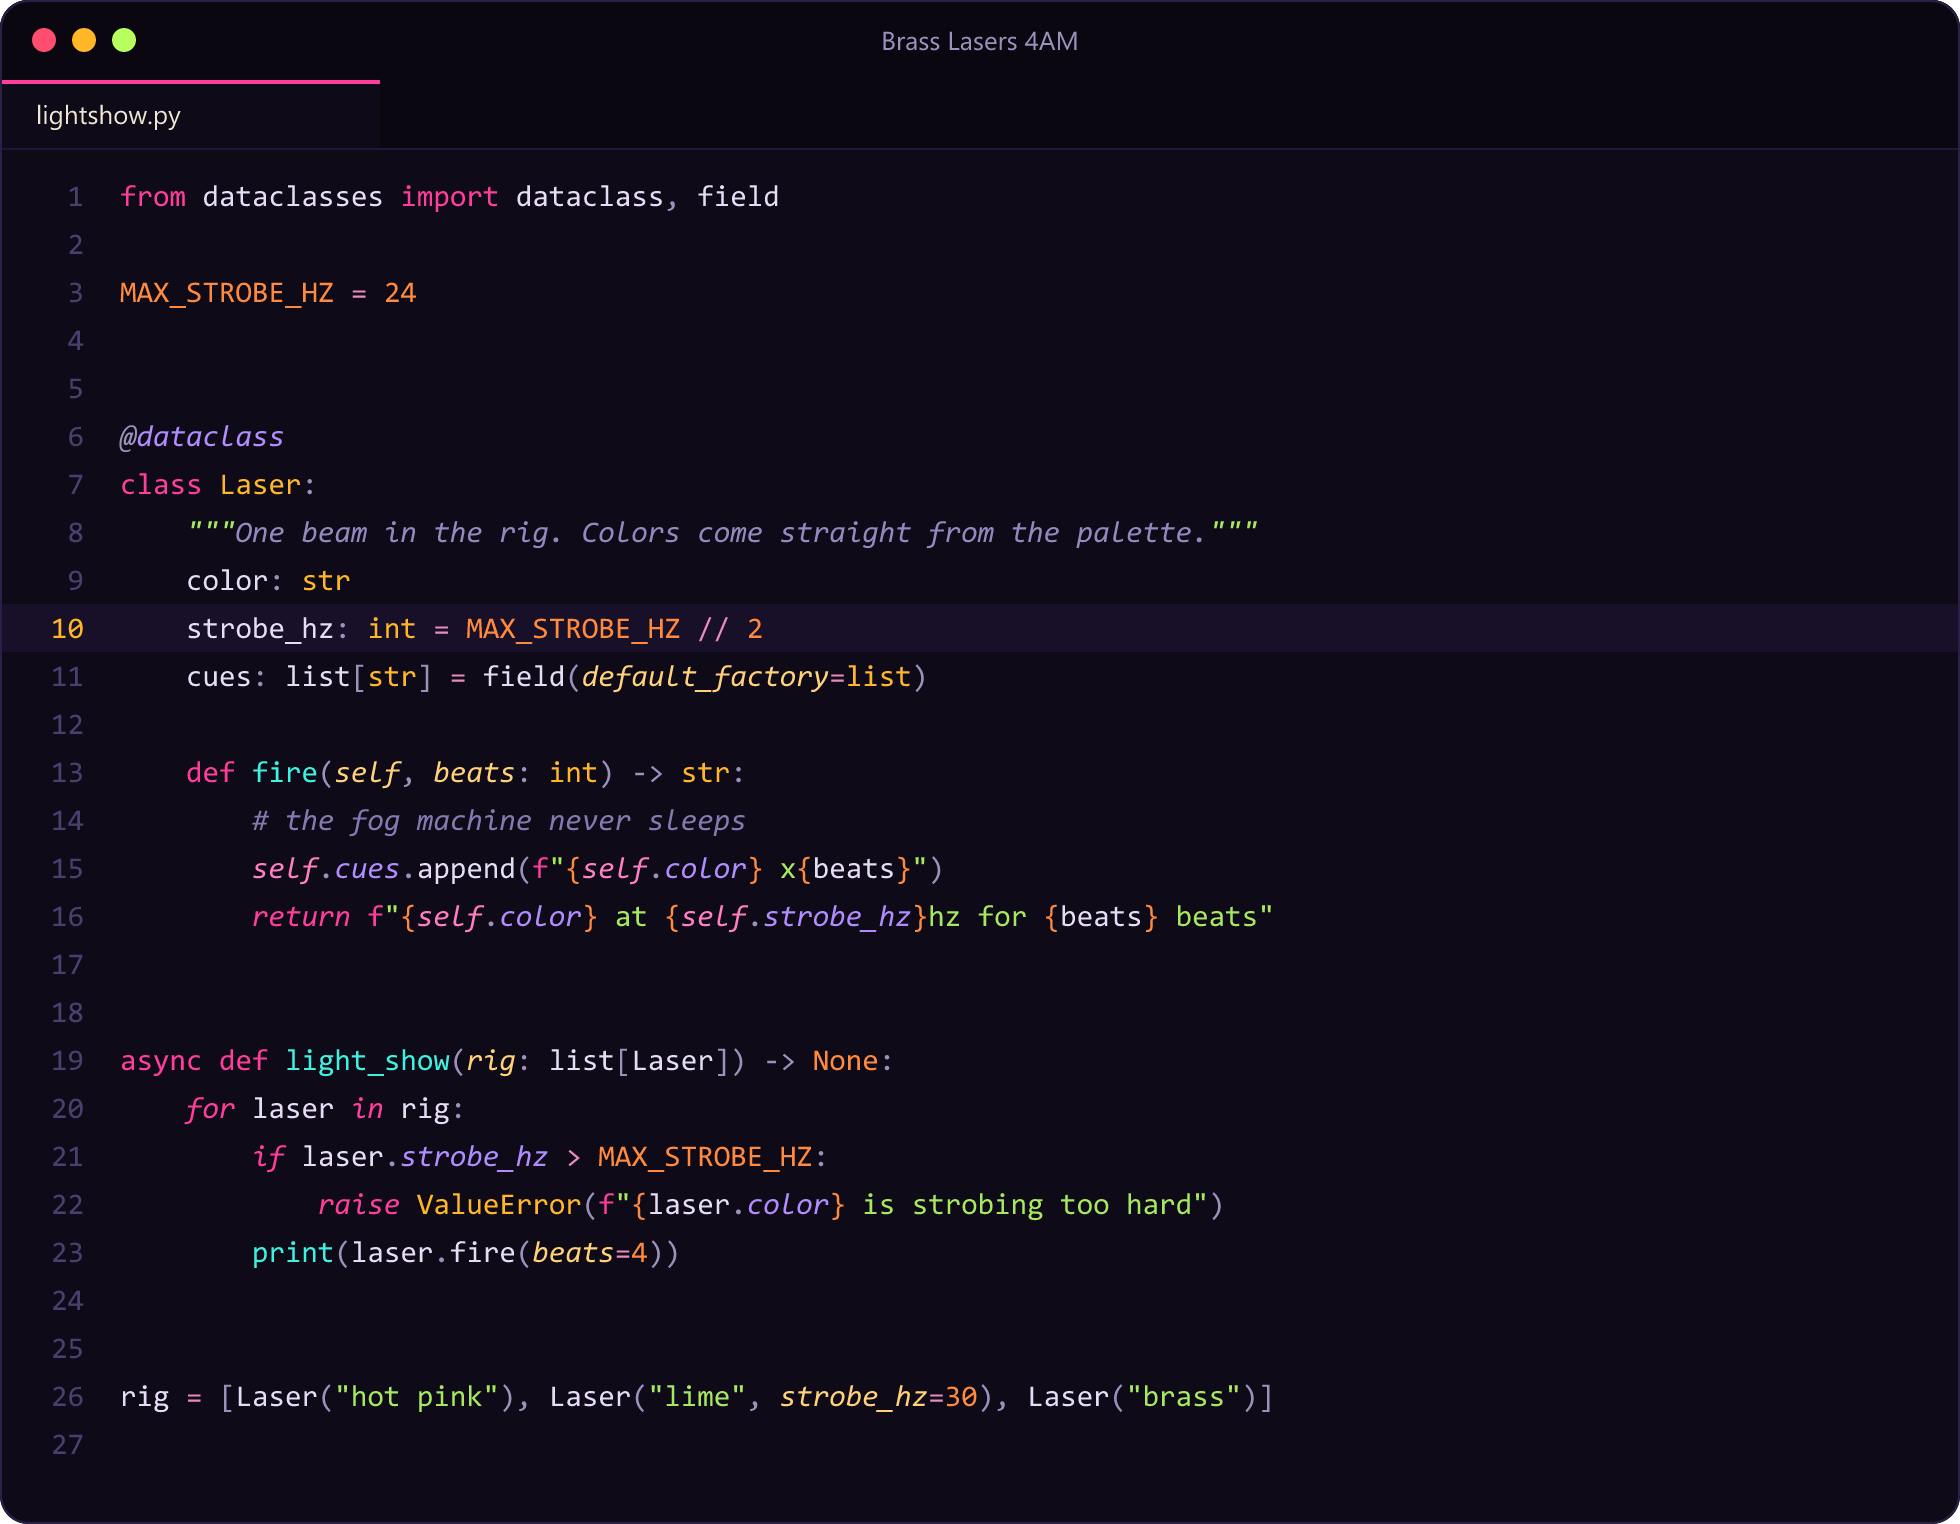 Brass Lasers 4AM
lightshow.py
1 from dataclasses import dataclass, field
2
3 MAX_STROBE_HZ = 24
4
5
6 @dataclass
7 class Laser:
8     """One beam in the rig. Colors come straight from the palette."""
9     color: str
10     strobe_hz: int = MAX_STROBE_HZ // 2
11     cues: list[str] = field(default_factory=list)
12
13     def fire(self, beats: int) -> str:
14         # the fog machine never sleeps
15         self.cues.append(f"{self.color} x{beats}")
16         return f"{self.color} at {self.strobe_hz}hz for {beats} beats"
17
18
19 async def light_show(rig: list[Laser]) -> None:
20     for laser in rig:
21         if laser.strobe_hz > MAX_STROBE_HZ:
22             raise ValueError(f"{laser.color} is strobing too hard")
23         print(laser.fire(beats=4))
24
25
26 rig = [Laser("hot pink"), Laser("lime", strobe_hz=30), Laser("brass")]
27